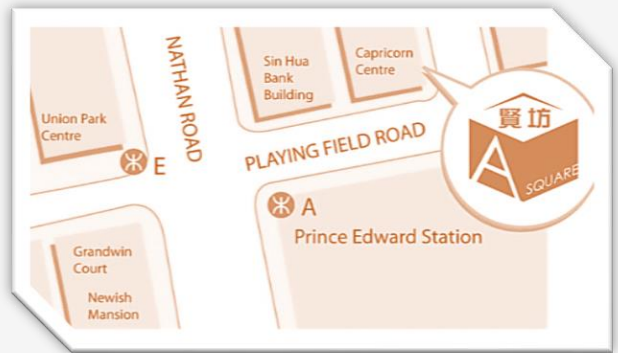 NATHAN ROAD
Sin Hua
Bank
Building
Capricorn
Centre
賢坊
A
SQUARE
Union Park
Centre
E
PLAYING FIELD ROAD
A
Prince Edward Station
Grandwin
Court
Newish
Mansion